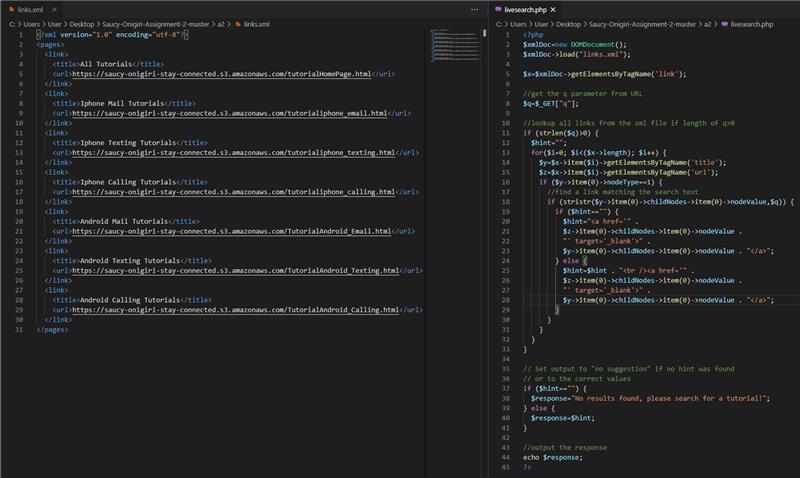 links.xml
C: > Users > User > Desktop > Saucy-Onigiri-Assignment-2-master > a2 > links.xml
1 <?xml version="1.0" encoding="utf-8"?>
2 <pages>
3 <link>
4 <title>All Tutorials</title>
5 <url>https://saucy-onigiri-stay-connected.s3.amazonaws.com/tutorialHomePage.html</url>
6 </link>
7 <link>
8 <title>Iphone Mail Tutorials</title>
9 <url>https://saucy-onigiri-stay-connected.s3.amazonaws.com/tutorialiphone_email.html</url>
10 </link>
11 <link>
12 <title>Iphone Texting Tutorials</title>
13 <url>https://saucy-onigiri-stay-connected.s3.amazonaws.com/tutorialiphone_texting.html</url>
14 </link>
15 <link>
16 <title>Iphone Calling Tutorials</title>
17 <url>https://saucy-onigiri-stay-connected.s3.amazonaws.com/tutorialiphone_calling.html</url>
18 </link>
19 <link>
20 <title>Android Mail Tutorials</title>
21 <url>https://saucy-onigiri-stay-connected.s3.amazonaws.com/TutorialAndroid_Email.html</url>
22 </link>
23 <link>
24 <title>Android Texting Tutorials</title>
25 <url>https://saucy-onigiri-stay-connected.s3.amazonaws.com/TutorialAndroid_Texting.html</url>
26 </link>
27 <link>
28 <title>Android Calling Tutorials</title>
29 <url>https://saucy-onigiri-stay-connected.s3.amazonaws.com/TutorialAndroid_Calling.html</url>
30 </link>
31 </pages>
livesearch.php
C: > Users > User > Desktop > Saucy-Onigiri-Assignment-2-master > a2 > livesearch.php
1 <?php
2 $xmlDoc=new DOMDocument();
3 $xmlDoc->load("links.xml");
4
5 $x=$xmlDoc->getElementsByTagName('link');
6
7 //get the q parameter from URL
8 $q=$_GET["q"];
9
10 //lookup all links from the xml file if length of q>0
11 if (strlen($q)>0) {
12 $hint="";
13 for($i=0; $i<($x->length); $i++) {
14 $y=$x->item($i)->getElementsByTagName('title');
15 $z=$x->item($i)->getElementsByTagName('url');
16 if ($y->item(0)->nodeType==1) {
17 //find a link matching the search text
18 if (stristr($y->item(0)->childNodes->item(0)->nodeValue,$q)) {
19 if ($hint=="") {
20 $hint="<a href='" .
21 $z->item(0)->childNodes->item(0)->nodeValue .
22 "' target='_blank'>" .
23 $y->item(0)->childNodes->item(0)->nodeValue . "</a>";
24 } else {
25 $hint=$hint . "<br /><a href='" .
26 $z->item(0)->childNodes->item(0)->nodeValue .
27 "' target='_blank'>" .
28 $y->item(0)->childNodes->item(0)->nodeValue . "</a>";
29 }
30 }
31 }
32 }
33 }
34
35 // Set output to "no suggestion" if no hint was found
36 // or to the correct values
37 if ($hint=="") {
38 $response="No results found, please search for a tutorial!";
39 } else {
40 $response=$hint;
41 }
42
43 //output the response
44 echo $response;
45 ?>